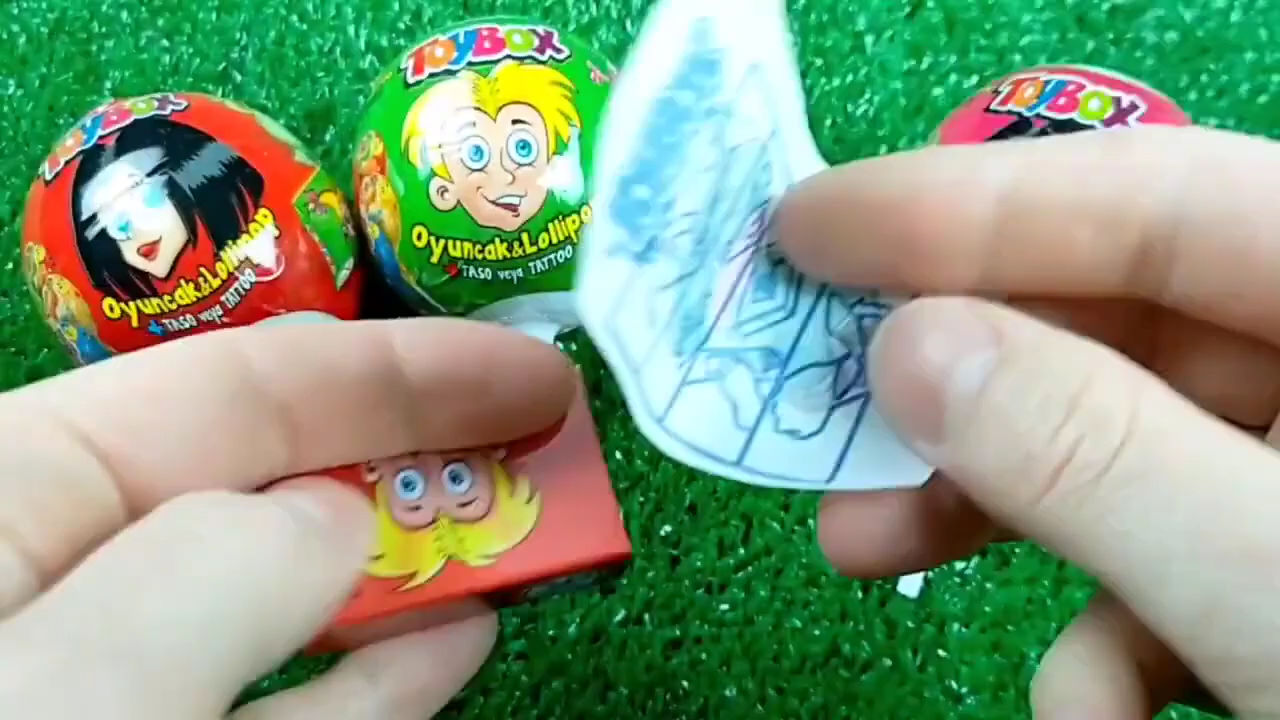 TOYBOX
Oyuncak&Lollipop
+ TASO veya TATTOO
TOYBOX
Oyuncak&Lollipo
+ TASO veya TATTOO
TOYBOX